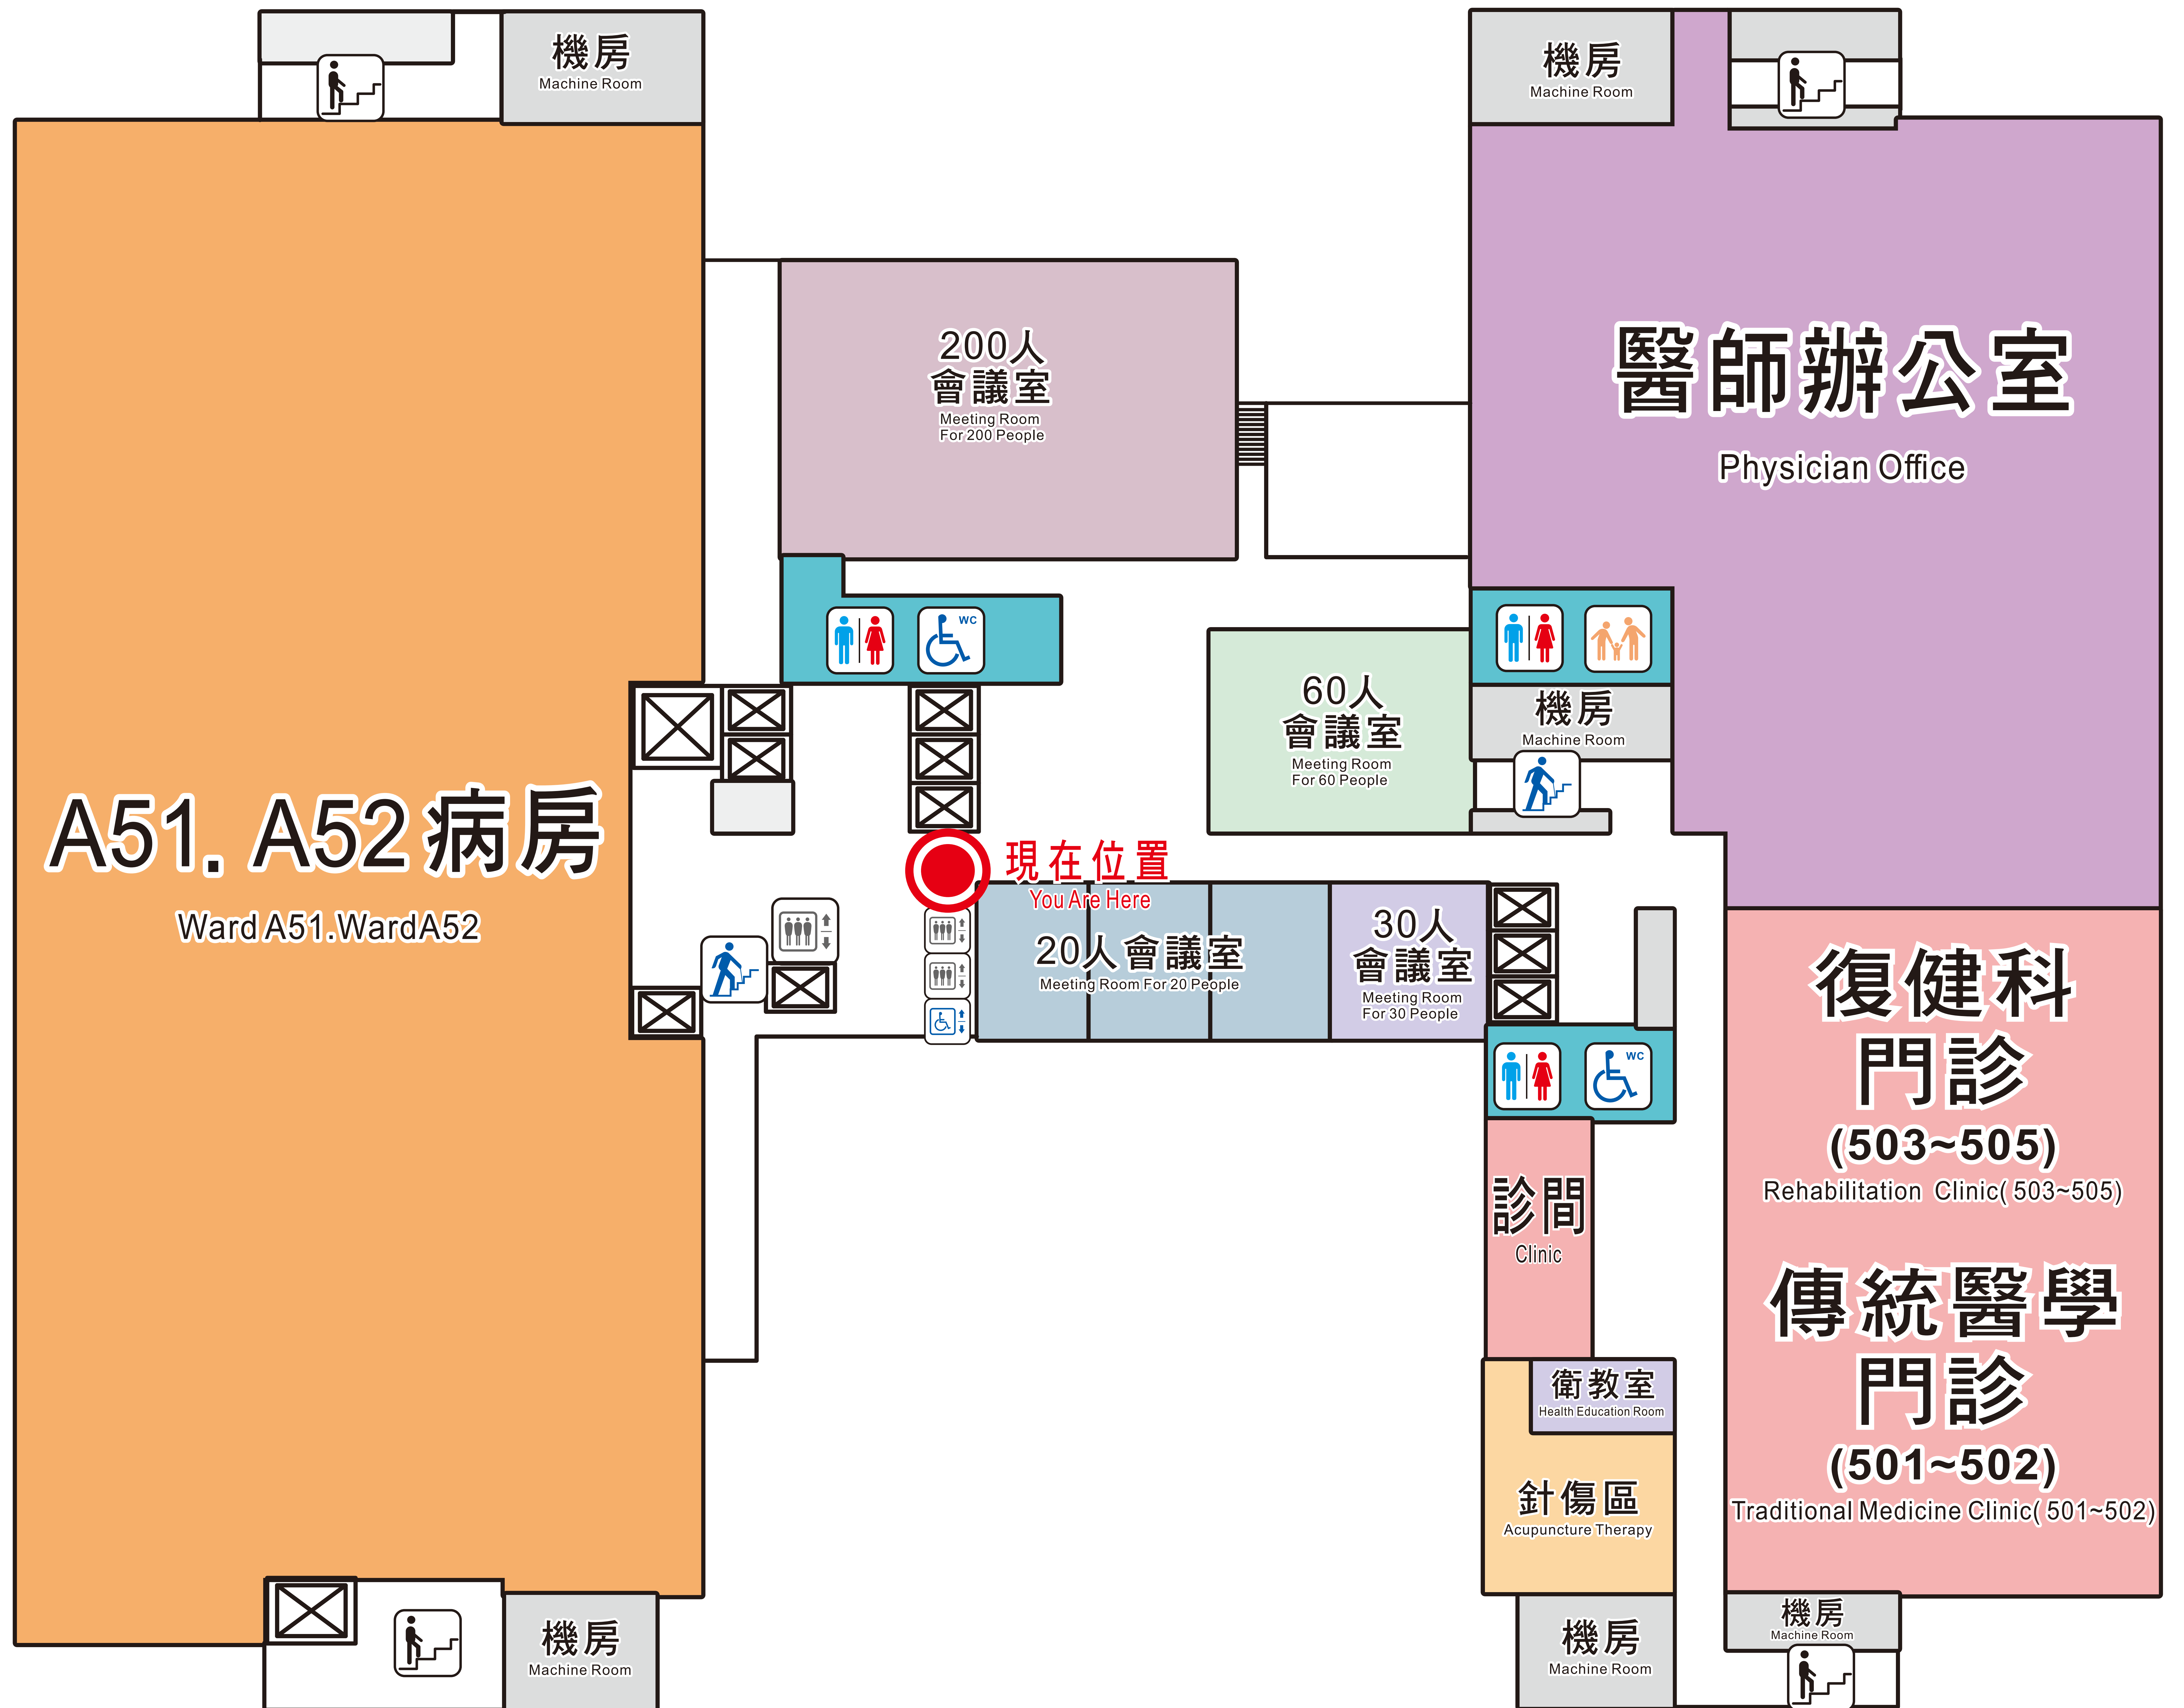 機房
Machine Room
機房
Machine Room
200人
會議室
Meeting Room
For 200 People
醫師辦公室
Physician Office
WC
60人
會議室
Meeting Room
For 60 People
機房
Machine Room
A51. A52病房
Ward A51.WardA52
現在位置
You Are Here
20人會議室
Meeting Room For 20 People
30人
會議室
Meeting Room
For 30 People
WC
復健科
門診
(503~505)
Rehabilitation Clinic( 503~505)
診間
Clinic
傳統醫學
門診
(501~502)
Traditional Medicine Clinic( 501~502)
衛教室
Health Education Room
針傷區
Acupuncture Therapy
機房
Machine Room
機房
Machine Room
機房
Machine Room